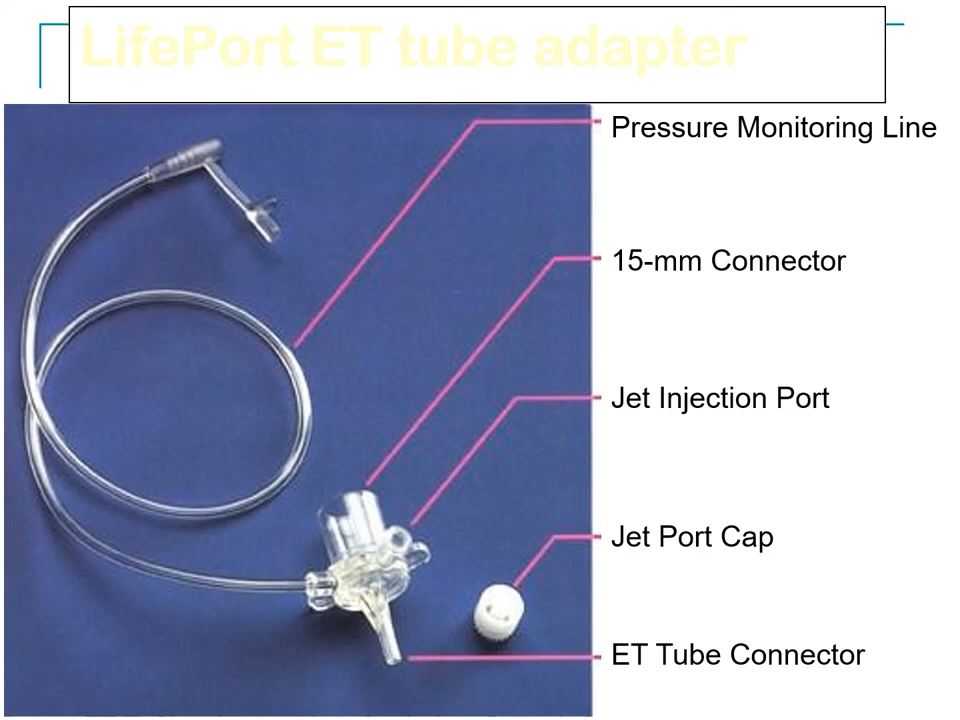 LifePort ET tube adapter
Pressure Monitoring Line
15-mm Connector
Jet Injection Port
Jet Port Cap
ET Tube Connector